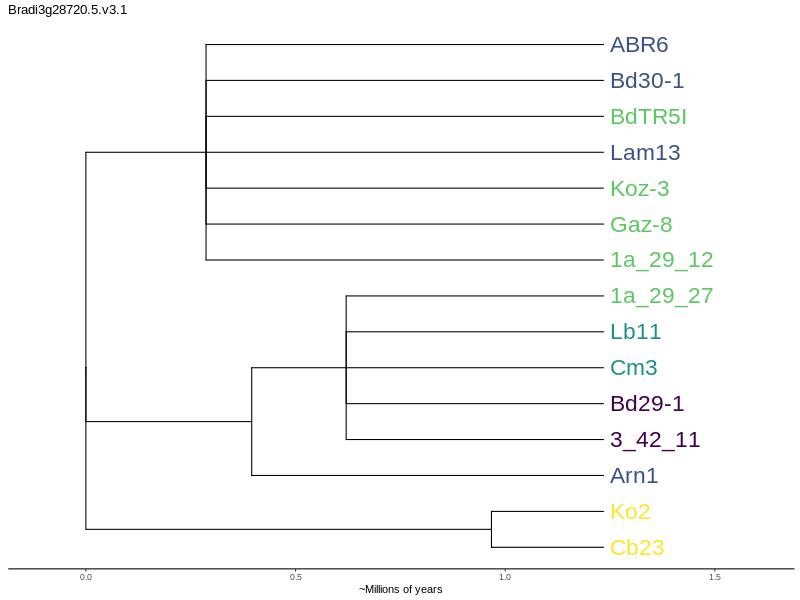 Bradi3g28720.5.v3.1
ABR6
Bd30-1
BdTR5I
Lam13
Koz-3
Gaz-8
1a_29_12
1a_29_27
Lb11
Cm3
Bd29-1
3_42_11
Arn1
Ko2
Cb23
0.0 0.5 1.0 1.5
~Millions of years